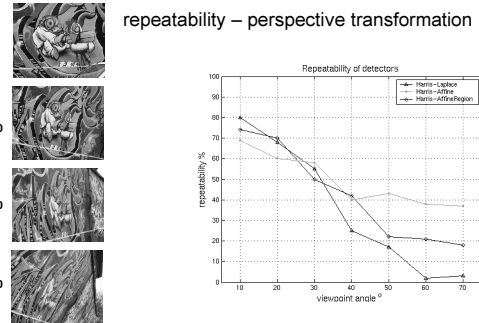 repeatability – perspective transformation
Repeatability of detectors
Harris-Laplace
Harris-Affine
Harris-AffineRegion
repeatability %
100
90
80
70
60
50
40
30
20
10
0
10 20 30 40 50 60 70
viewpoint angle °